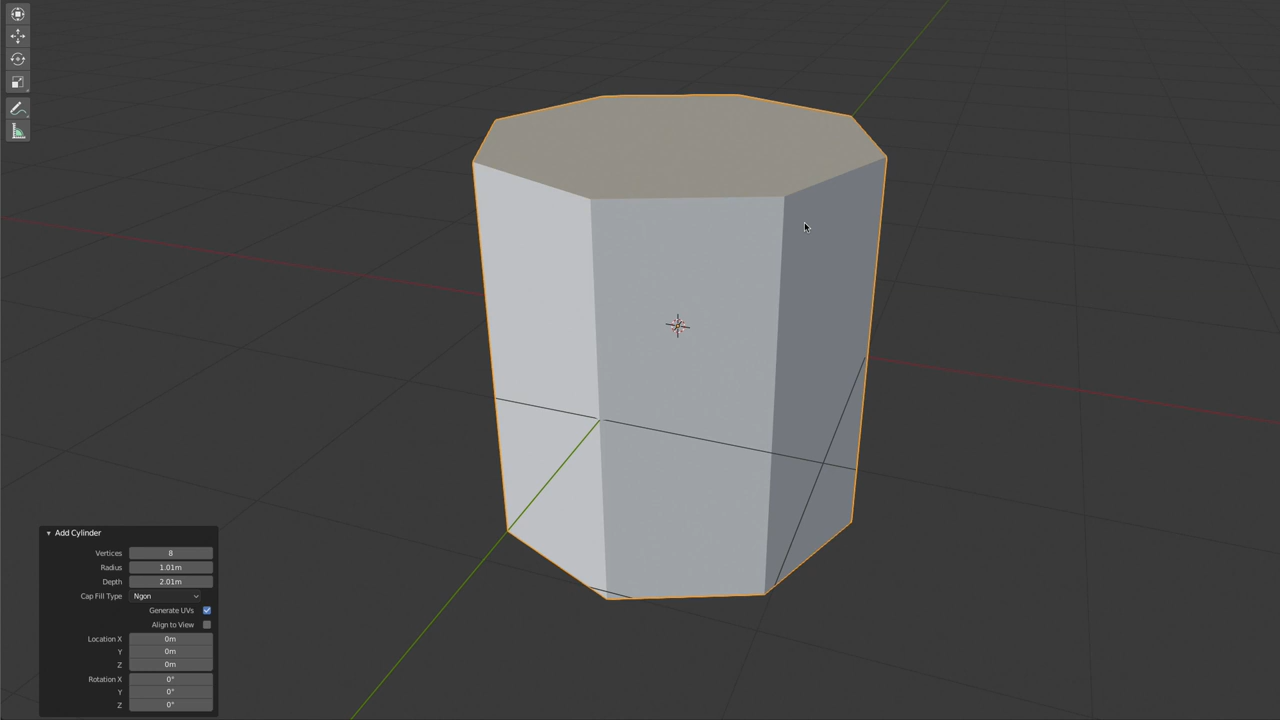 Add Cylinder
Vertices 8
Radius 1.01m
Depth 2.01m
Cap Fill Type Ngon
Generate UVs
Align to View
Location X 0m
Y 0m
Z 0m
Rotation X 0°
Y 0°
Z 0°